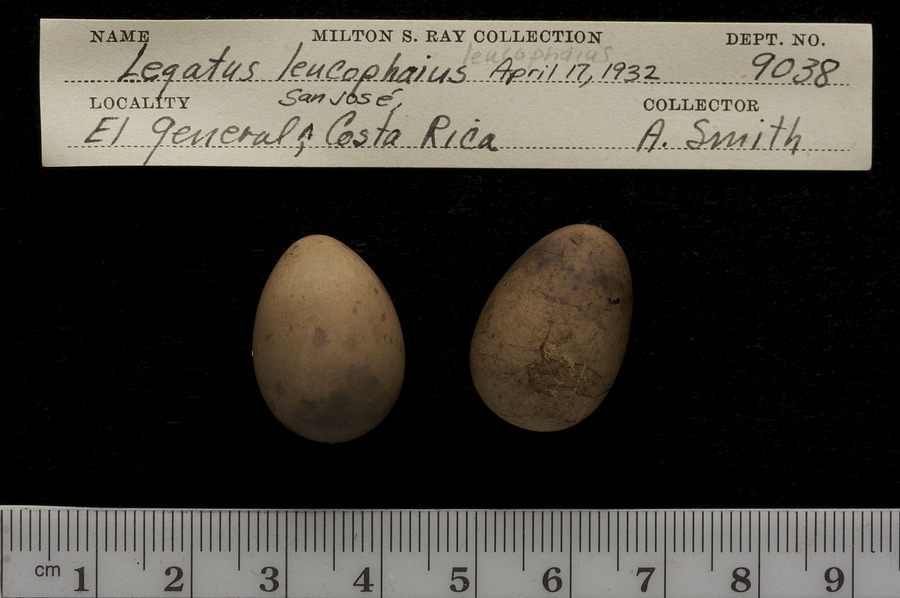 NAME MILTON S. RAY COLLECTION DEPT. NO.
leucophaius
Legatus leucophaius April 17, 1932 9038
LOCALITY San José, COLLECTOR
El General, ^ Costa Rica A. Smith
cm 1 2 3 4 5 6 7 8 9